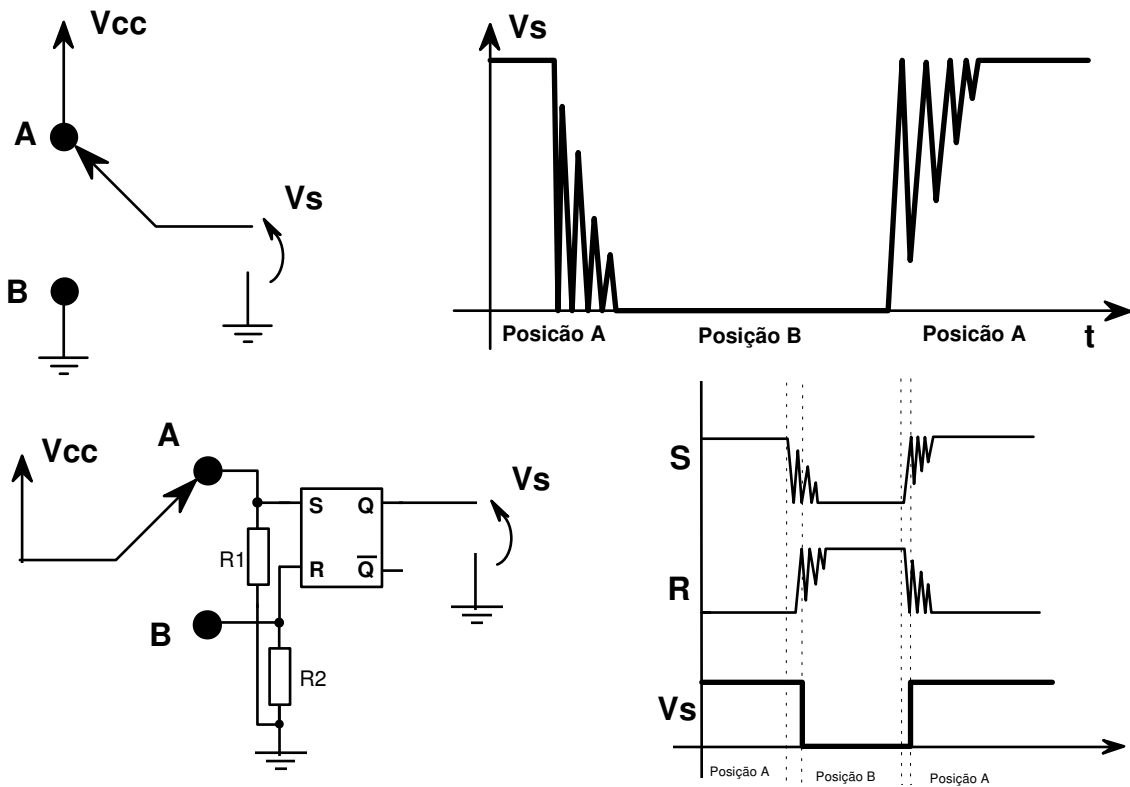 Vcc
A
Vs
B
Vs
Posicão A
Posição B
Posição A
t
Vcc
A
S
Q
Vs
R1
R
Q
B
R2
S
R
Vs
Posição A
Posição B
Posição A